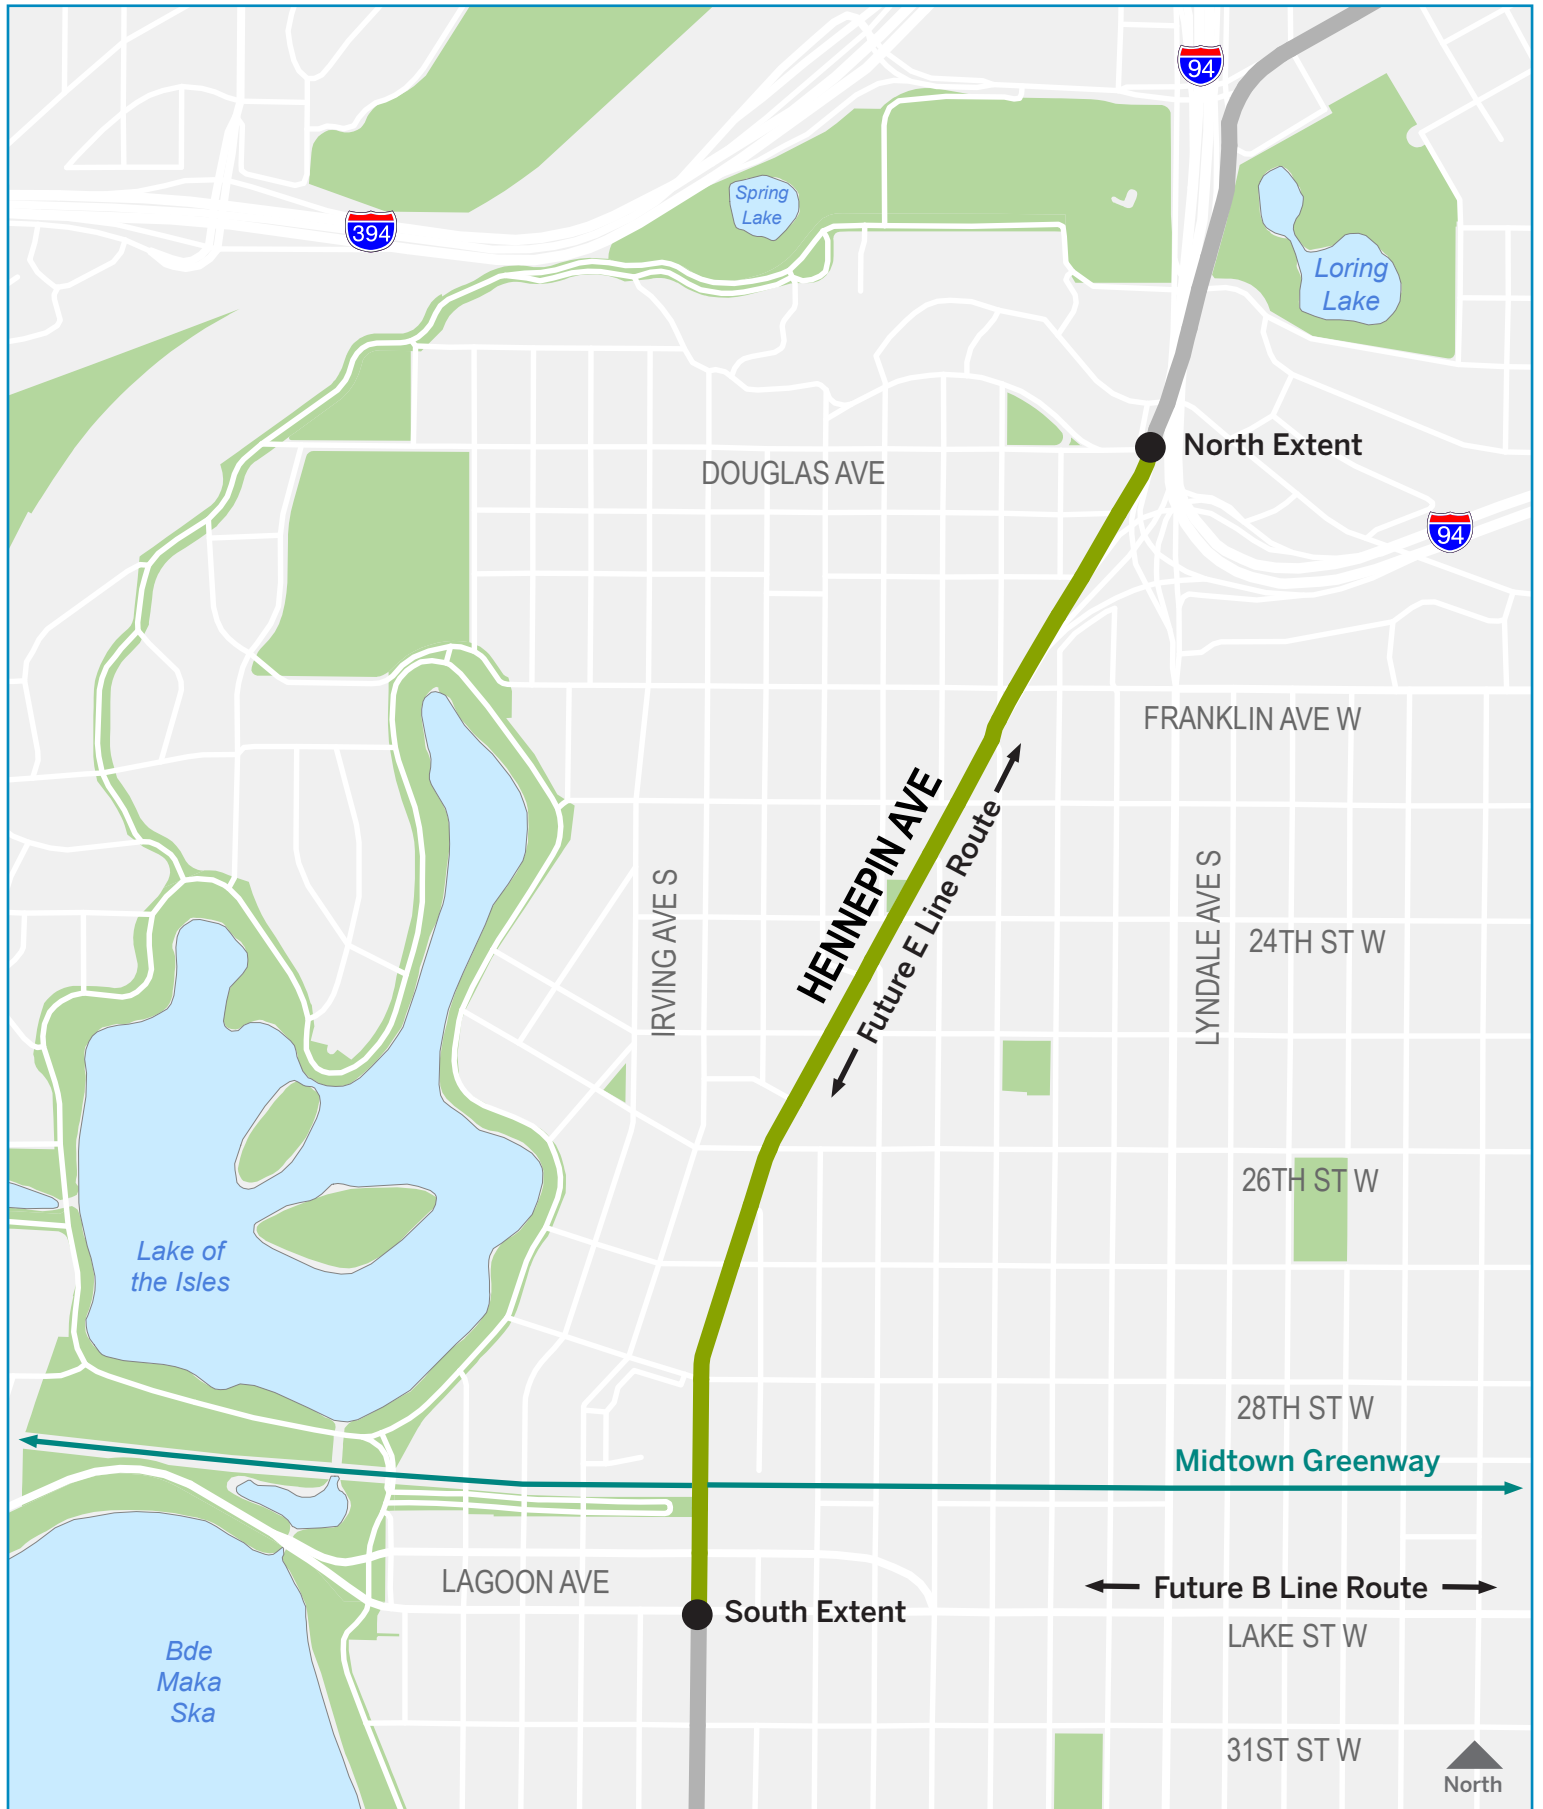 94
Spring
Lake
394
Loring
Lake
North Extent
DOUGLAS AVE
94
FRANKLIN AVE W
HENNEPIN AVE
Future E Line Route
IRVING AVE S
LYNDALE AVE S
24TH ST W
26TH ST W
Lake of
the Isles
28TH ST W
Midtown Greenway
LAGOON AVE
Future B Line Route
South Extent
LAKE ST W
Bde
Maka
Ska
31ST ST W
North